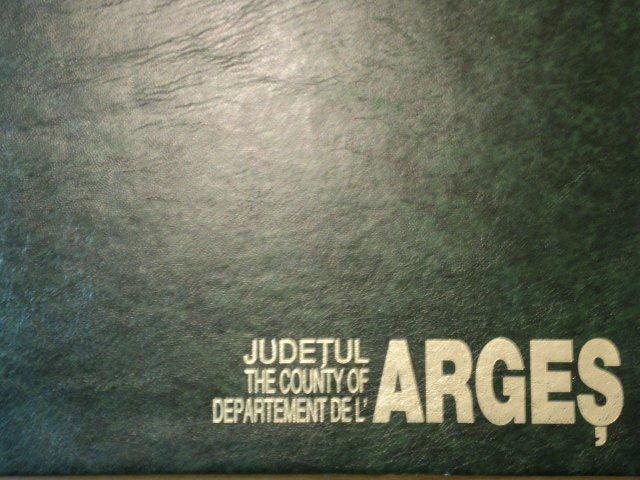 JUDEȚUL
THE COUNTY OF
DEPARTEMENT DE L'
ARGEȘ